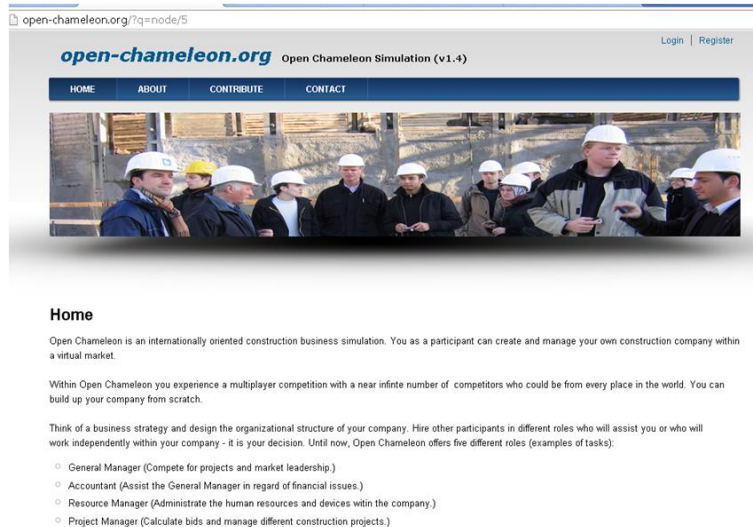 open-chameleon.org/?q=node/5
Login | Register
open-chameleon.org Open Chameleon Simulation (v1.4)
HOME ABOUT CONTRIBUTE CONTACT
Home
Open Chameleon is an internationally oriented construction business simulation. You as a participant can create and manage your own construction company within
a virtual market.
Within Open Chameleon you experience a multiplayer competition with a near infinte number of competitors who could be from every place in the world. You can
build up your company from scratch.
Think of a business strategy and design the organizational structure of your company. Hire other participants in different roles who will assist you or who will
work independently within your company - it is your decision. Until now, Open Chameleon offers five different roles (examples of tasks):
General Manager (Compete for projects and market leadership.)
Accountant (Assist the General Manager in regard of financial issues.)
Resource Manager (Administrate the human resources and devices witin the company.)
Project Manager (Calculate bids and manage different construction projects.)